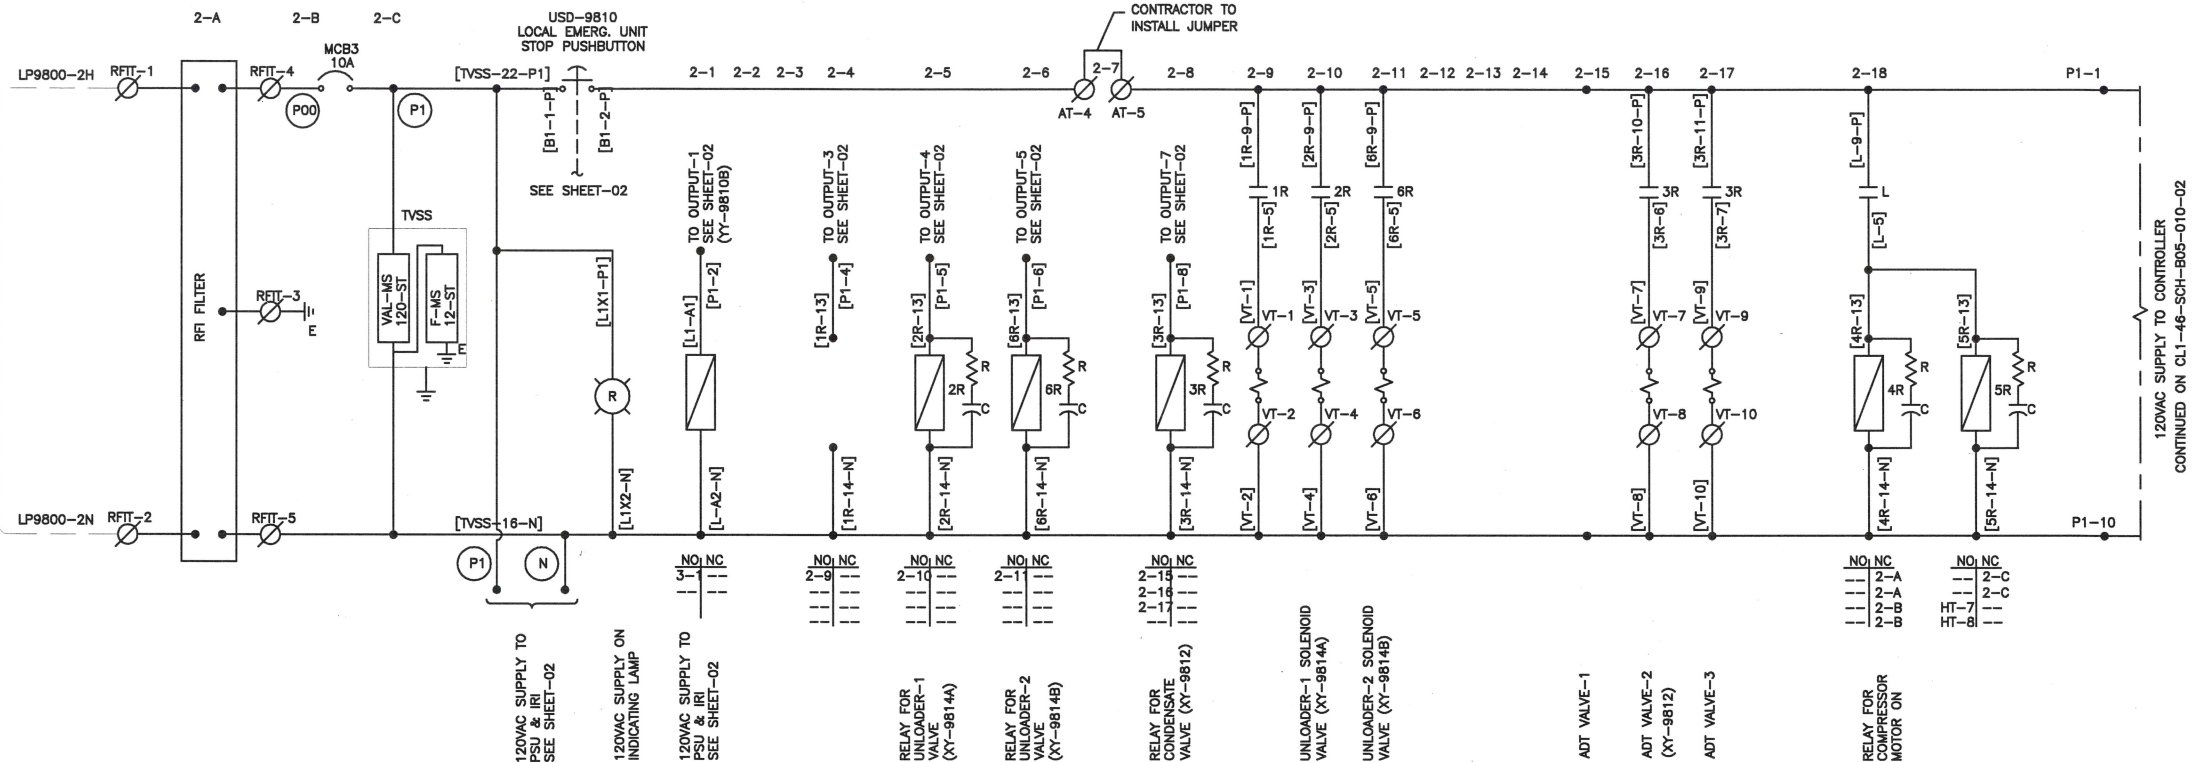 2-A
2-B
2-C
USD-9810
LOCAL EMERG. UNIT
STOP PUSHBUTTON
CONTRACTOR TO
INSTALL JUMPER
MCB3
10A
LP9800-2H
RFIT-1
RFIT-4
[TVSS-22-P1]
2-1
2-2
2-3
2-4
2-5
2-6
2-7
2-8
2-9
2-10
2-11
2-12
2-13
2-14
2-15
2-16
2-17
2-18
P1-1
P00
P1
[B1-1-P]
[B1-2-P]
SEE SHEET-02
AT-4
AT-5
TO OUTPUT-1
SEE SHEET-02
(YY-9810B)
TO OUTPUT-3
SEE SHEET-02
TO OUTPUT-4
SEE SHEET-02
TO OUTPUT-5
SEE SHEET-02
TO OUTPUT-7
SEE SHEET-02
[1R-9-P]
1R
[1R-5]
[2R-9-P]
2R
[2R-5]
[6R-9-P]
6R
[6R-5]
[3R-10-P]
3R
[3R-6]
[3R-11-P]
3R
[3R-7]
[L-9-P]
L
[L-5]
TVSS
VAL-MS
120-ST
F-MS
12-ST
E
RFI FILTER
RFIT-3
E
[L1X1-P1]
R
[L1X2-N]
[L1-A1]
[P1-2]
[L-A2-N]
[1R-13]
[P1-4]
[1R-14-N]
[2R-13]
[P1-5]
2R
R
C
[2R-14-N]
[6R-13]
[P1-6]
6R
R
C
[6R-14-N]
[3R-13]
[P1-8]
3R
R
C
[3R-14-N]
[VT-1]
VT-1
VT-2
[VT-2]
[VT-3]
VT-3
VT-4
[VT-4]
[VT-5]
VT-5
VT-6
[VT-6]
[VT-7]
VT-7
VT-8
[VT-8]
[VT-9]
VT-9
VT-10
[VT-10]
[4R-13]
4R
R
C
[4R-14-N]
[5R-13]
5R
R
C
[5R-14-N]
120VAC SUPPLY TO CONTROLLER
CONTINUED ON CL1-46-SCH-B05-010-02
LP9800-2N
RFIT-2
RFIT-5
[TVSS-16-N]
P1-10
P1
N
NO NC
3-1 --
-- --
NO NC
2-9 --
-- --
-- --
-- --
NO NC
2-10 --
-- --
-- --
-- --
NO NC
2-11 --
-- --
-- --
-- --
NO NC
2-15 --
2-16 --
2-17 --
-- --
NO NC
-- 2-A
-- 2-A
-- 2-B
-- 2-B
NO NC
-- 2-C
-- 2-C
HT-7 --
HT-8 --
120VAC SUPPLY TO
PSU & IRI
SEE SHEET-02
120VAC SUPPLY ON
INDICATING LAMP
120VAC SUPPLY TO
PSU & IRI
SEE SHEET-02
RELAY FOR
UNLOADER-1
VALVE
(XY-9814A)
RELAY FOR
UNLOADER-2
VALVE
(XY-9814B)
RELAY FOR
CONDENSATE
VALVE (XY-9812)
UNLOADER-1 SOLENOID
VALVE (XY-9814A)
UNLOADER-2 SOLENOID
VALVE (XY-9814B)
ADT VALVE-1
ADT VALVE-2
(XY-9812)
ADT VALVE-3
RELAY FOR
COMPRESSOR
MOTOR ON